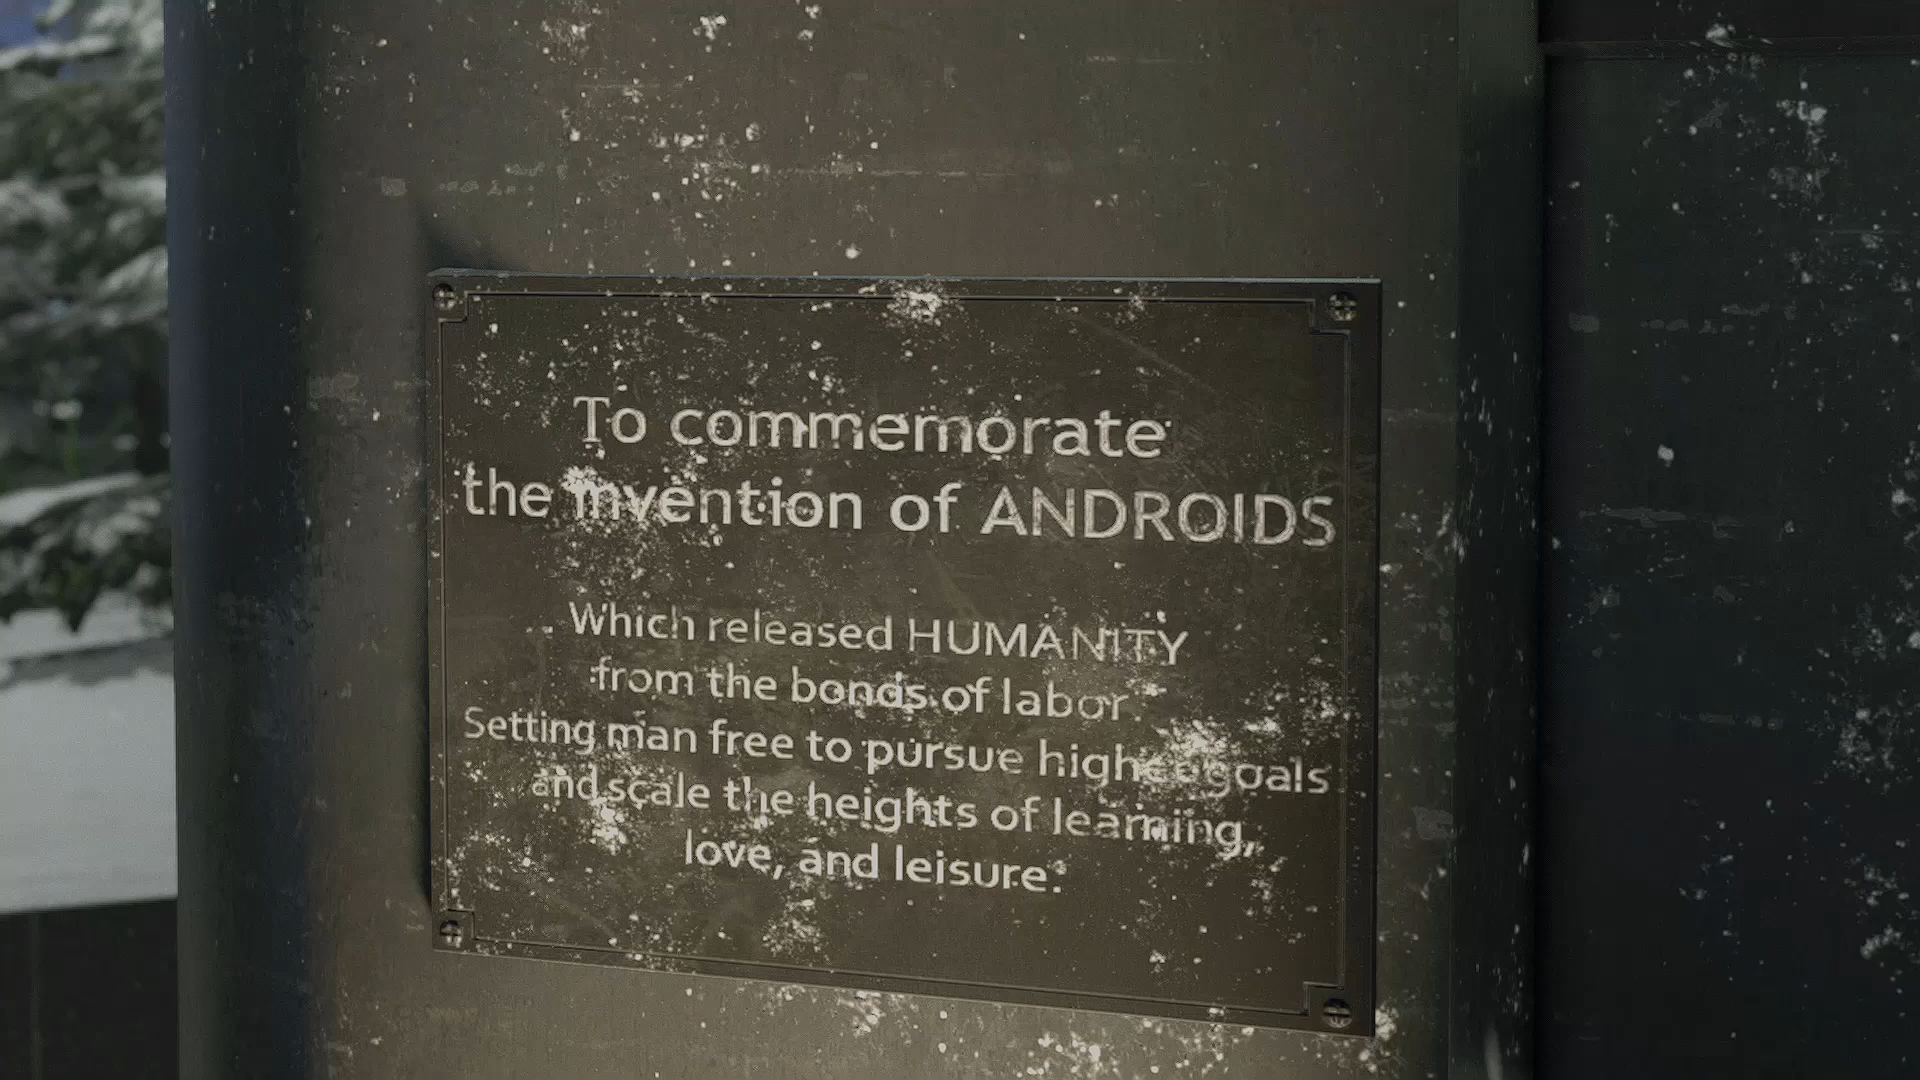 To commemorate
the invention of ANDROIDS
Which released HUMANITY
from the bonds of labor
Setting man free to pursue higher goals
and scale the heights of learning,
love, and leisure.